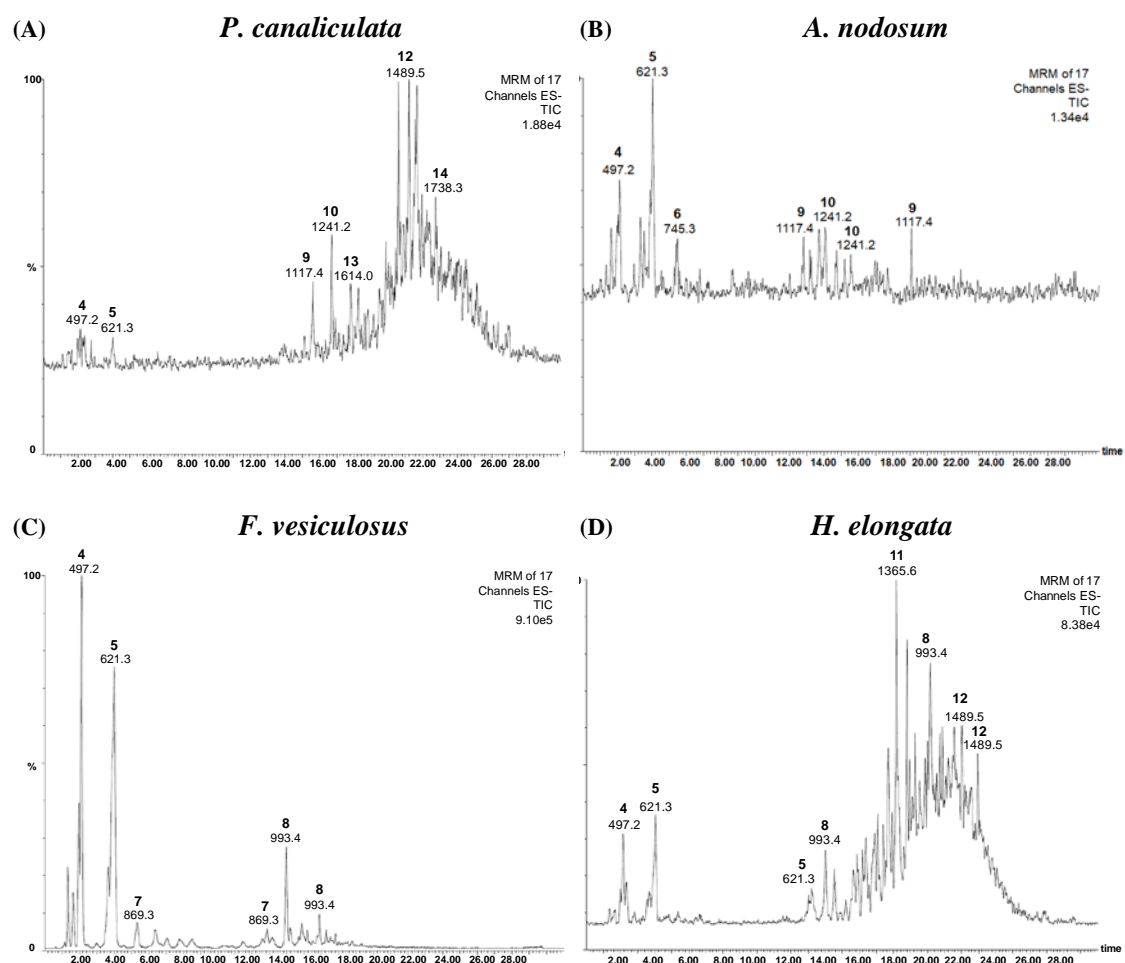 (A) P. canaliculata
12
1489.5
100
MRM of 17
Channels ES-
TIC
1.88e4
14
1738.3
10
1241.2
9
1117.4
13
1614.0
%
4
497.2
5
621.3
0
2.00 4.00 6.00 8.00 10.00 12.00 14.00 16.00 18.00 20.00 22.00 24.00 26.00 28.00
(B) A. nodosum
5
621.3
MRM of 17
Channels ES-
TIC
1.34e4
4
497.2
6
745.3
9
1117.4
10
1241.2
10
1241.2
9
1117.4
time
2.00 4.00 6.00 8.00 10.00 12.00 14.00 16.00 18.00 20.00 22.00 24.00 26.00 28.00
(C) F. vesiculosus
4
497.2
100
MRM of 17
Channels ES-
TIC
9.10e5
5
621.3
%
8
993.4
7
869.3
7
869.3
8
993.4
0
2.00 4.00 6.00 8.00 10.00 12.00 14.00 16.00 18.00 20.00 22.00 24.00 26.00 28.00
(D) H. elongata
11
1365.6
MRM of 17
Channels ES-
TIC
8.38e4
8
993.4
12
1489.5
12
1489.5
4
497.2
5
621.3
8
993.4
5
621.3
time
2.00 4.00 6.00 8.00 10.00 12.00 14.00 16.00 18.00 20.00 22.00 24.00 26.00 28.00